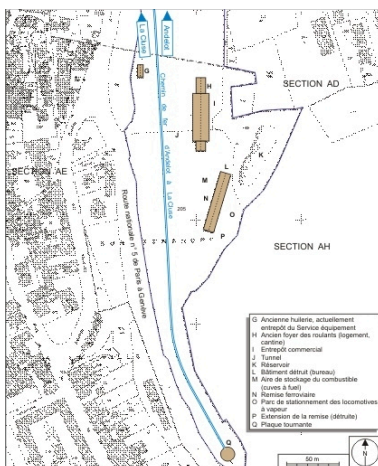 La Cluse
Andelot
G
SECTION AD
H
I
Chemin de fer d'Andelot à La Cluse
J
K
L
SECTION AE
M
N
205
O
P
Route nationale n° 5 de Paris à Genève
SECTION AH
G Ancienne huilerie, actuellement
entrepôt du Service équipement
H Ancien foyer des roulants (logement,
cantine)
I Entrepôt commercial
J Tunnel
K Réservoir
L Bâtiment détruit (bureau)
M Aire de stockage du combustible
(cuves à fuel)
N Remise ferroviaire
O Parc de stationnement des locomotives
à vapeur
P Extension de la remise (détruite)
Q Plaque tournante
Q
50 m
N